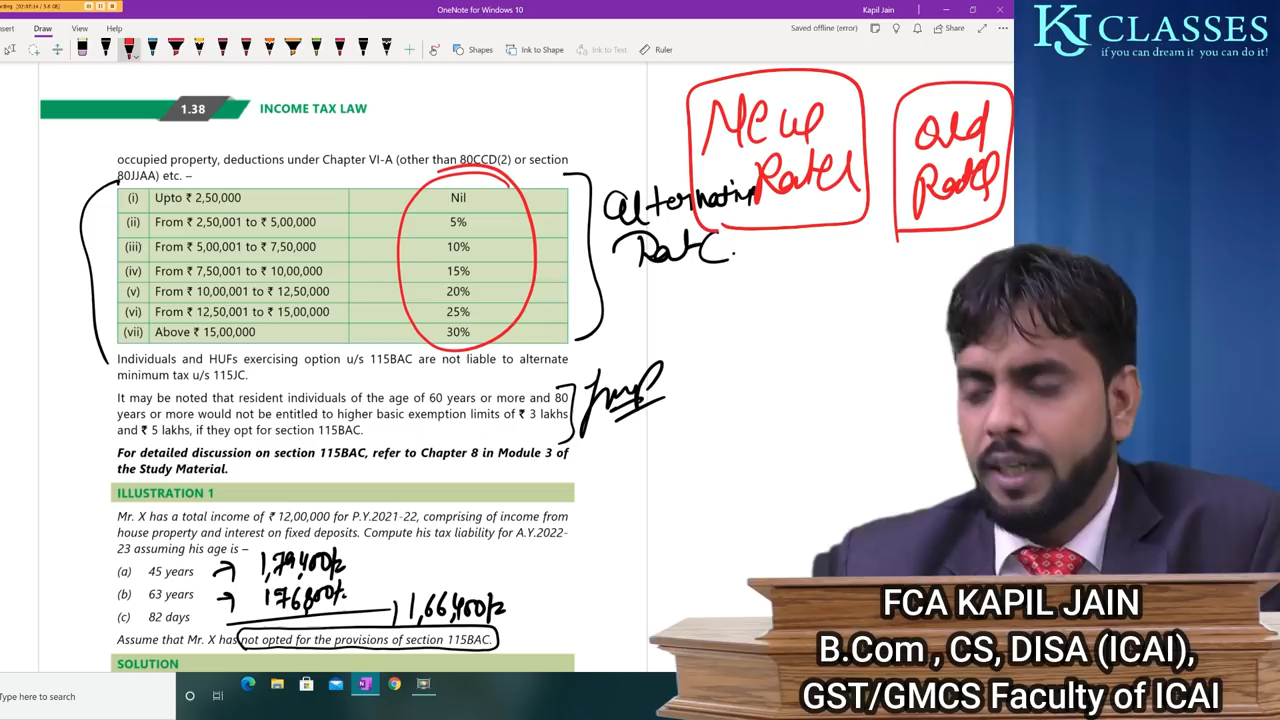 OneNote for Windows 10
Kapil Jain
Insert Draw View Help
Saved offline (error) Share
Shapes Ink to Shape Ink to Text Ruler
KJ CLASSES
if you can dream it you can do it!
1.38 INCOME TAX LAW
New Rates
Old Rates
occupied property, deductions under Chapter VI-A (other than 80CCD(2) or section
80JJAA) etc. –
(i) Upto ₹ 2,50,000 Nil
(ii) From ₹ 2,50,001 to ₹ 5,00,000 5%
(iii) From ₹ 5,00,001 to ₹ 7,50,000 10%
(iv) From ₹ 7,50,001 to ₹ 10,00,000 15%
(v) From ₹ 10,00,001 to ₹ 12,50,000 20%
(vi) From ₹ 12,50,001 to ₹ 15,00,000 25%
(vii) Above ₹ 15,00,000 30%
Alternative
Rate
Individuals and HUFs exercising option u/s 115BAC are not liable to alternate
minimum tax u/s 115JC.
It may be noted that resident individuals of the age of 60 years or more and 80
years or more would not be entitled to higher basic exemption limits of ₹ 3 lakhs
and ₹ 5 lakhs, if they opt for section 115BAC.
Imp
For detailed discussion on section 115BAC, refer to Chapter 8 in Module 3 of
the Study Material.
ILLUSTRATION 1
Mr. X has a total income of ₹ 12,00,000 for P.Y.2021-22, comprising of income from
house property and interest on fixed deposits. Compute his tax liability for A.Y.2022-
23 assuming his age is –
(a) 45 years → 1,79,400/-
(b) 63 years → 176,800/-
(c) 82 days 1,66,400/-
Assume that Mr. X has not opted for the provisions of section 115BAC.
SOLUTION
Type here to search
FCA KAPIL JAIN
B.Com , CS, DISA (ICAI),
GST/GMCS Faculty of ICAI